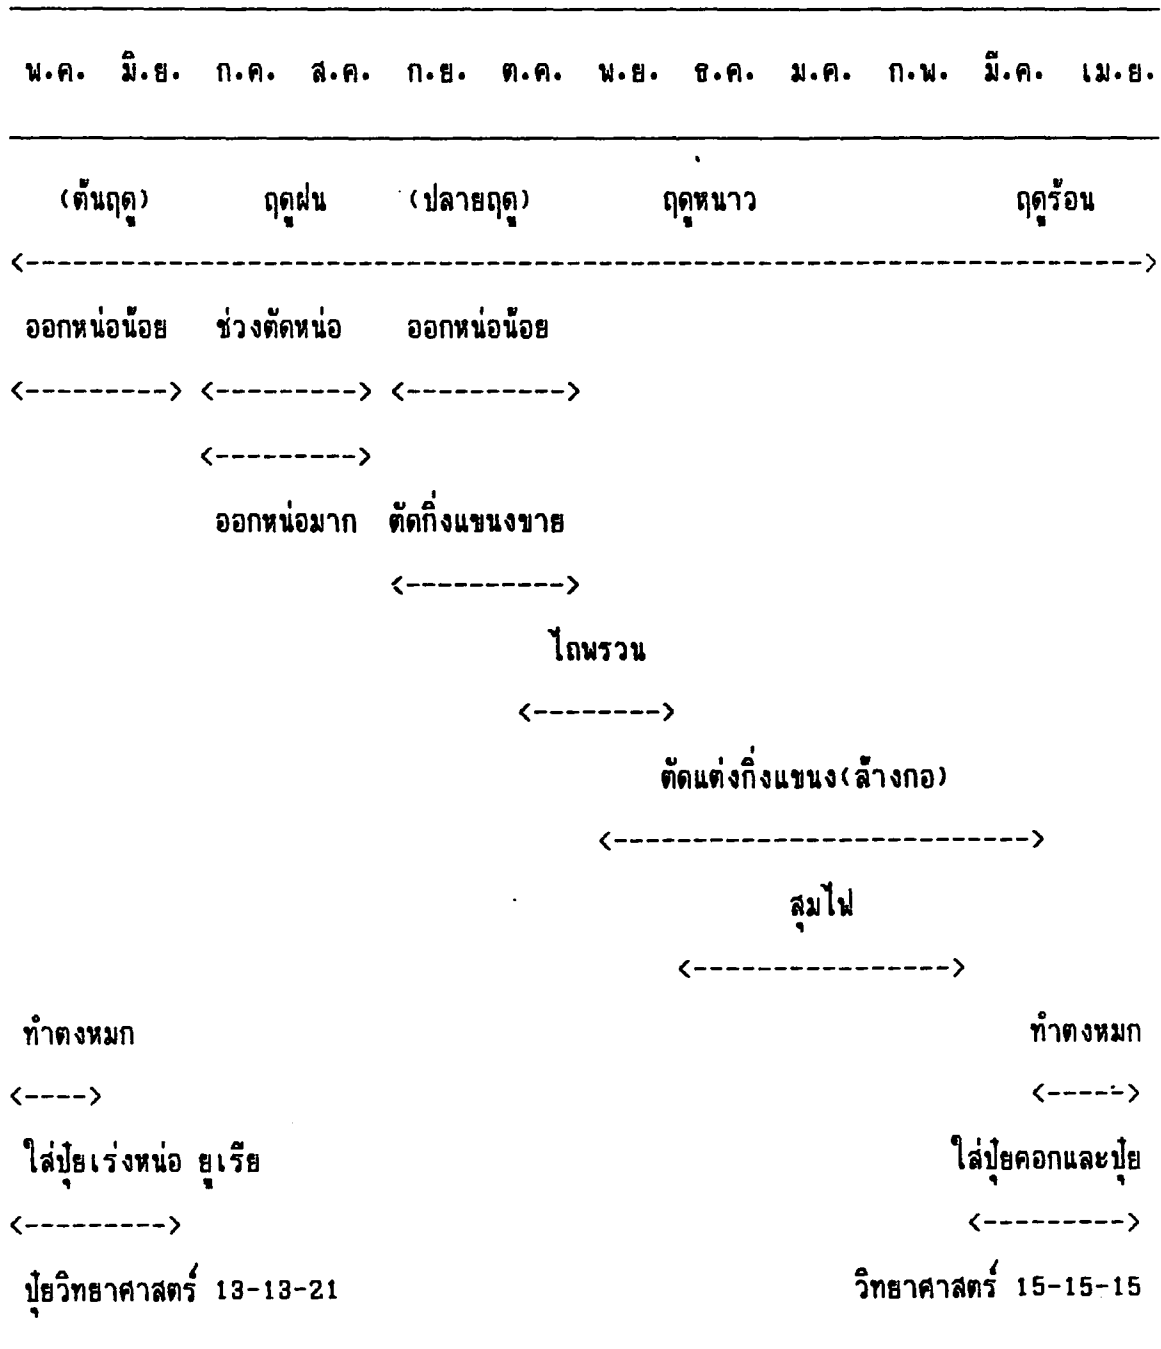 พ.ค. มิ.ย. ก.ค. ส.ค. ก.ย. ต.ค. พ.ย. ธ.ค. ม.ค. ก.พ. มี.ค. เม.ย.
(ต้นฤดู) ฤดูฝน (ปลายฤดู) ฤดูหนาว ฤดูร้อน
<----------------------------------------------------------------------->
ออกหน่อน้อย ช่วงตัดหน่อ ออกหน่อน้อย
<---------> <---------> <---------->
<--------->
ออกหน่อมาก ตัดกิ่งแขนงขาย
<---------->
ไถพรวน
<-------->
ตัดแต่งกิ่งแขนง(ล้างกอ)
<-------------------------->
สุมไฟ
<---------------->
ทำตงหมก ทำตงหมก
<----> <----->
ใส่ปุ๋ยเร่งหน่อ ยูเรีย ใส่ปุ๋ยคอกและปุ๋ย
<---------> <--------->
ปุ๋ยวิทยาศาสตร์ 13-13-21 วิทยาศาสตร์ 15-15-15